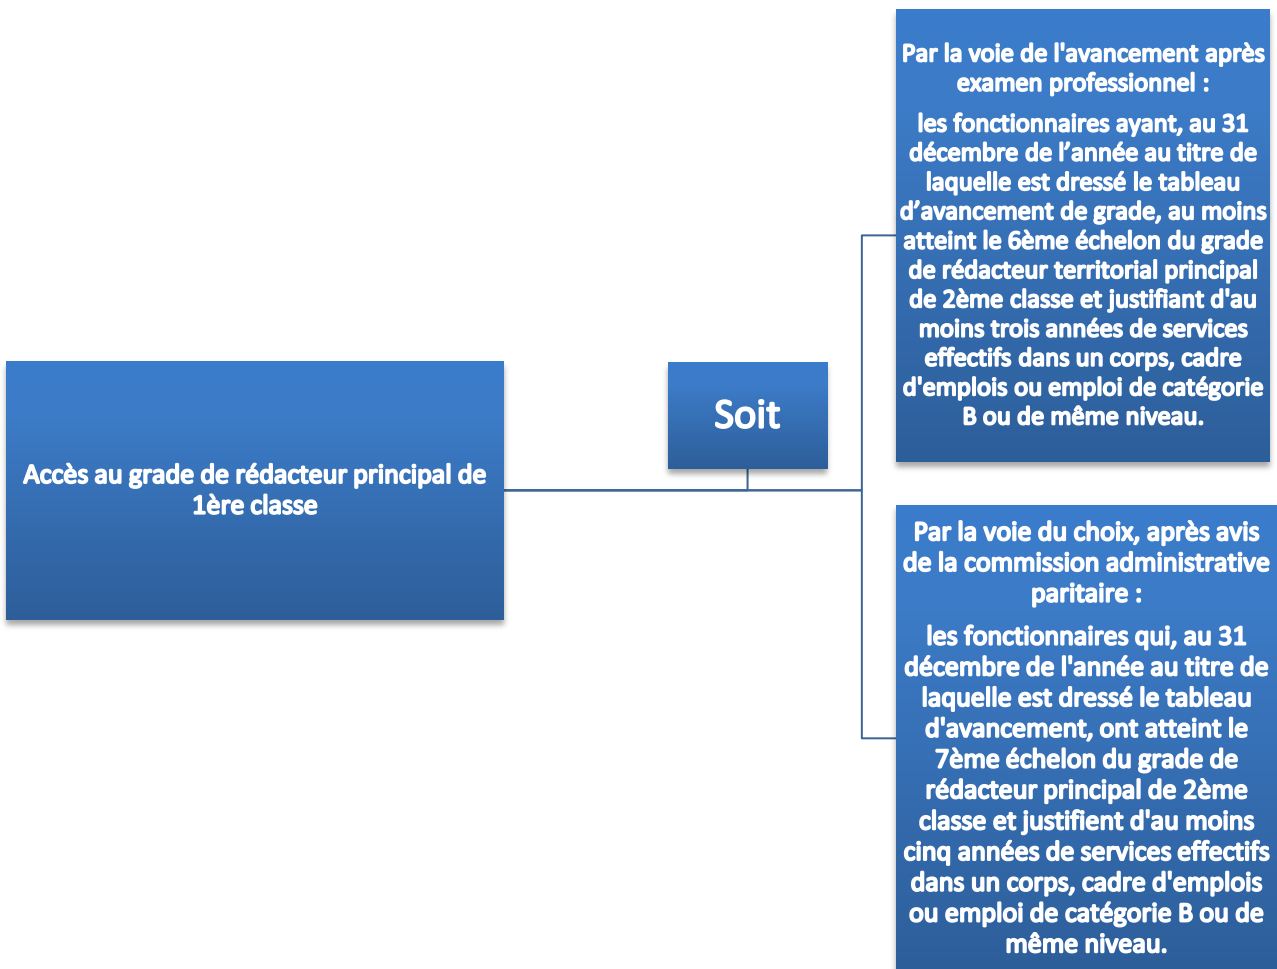 Accès au grade de rédacteur principal de
1ère classe
Soit
Par la voie de l'avancement après
examen professionnel :
les fonctionnaires ayant, au 31
décembre de l’année au titre de
laquelle est dressé le tableau
d’avancement de grade, au moins
atteint le 6ème échelon du grade
de rédacteur territorial principal
de 2ème classe et justifiant d'au
moins trois années de services
effectifs dans un corps, cadre
d'emplois ou emploi de catégorie
B ou de même niveau.
Par la voie du choix, après avis
de la commission administrative
paritaire :
les fonctionnaires qui, au 31
décembre de l'année au titre de
laquelle est dressé le tableau
d'avancement, ont atteint le
7ème échelon du grade de
rédacteur principal de 2ème
classe et justifient d'au moins
cinq années de services effectifs
dans un corps, cadre d'emplois
ou emploi de catégorie B ou de
même niveau.